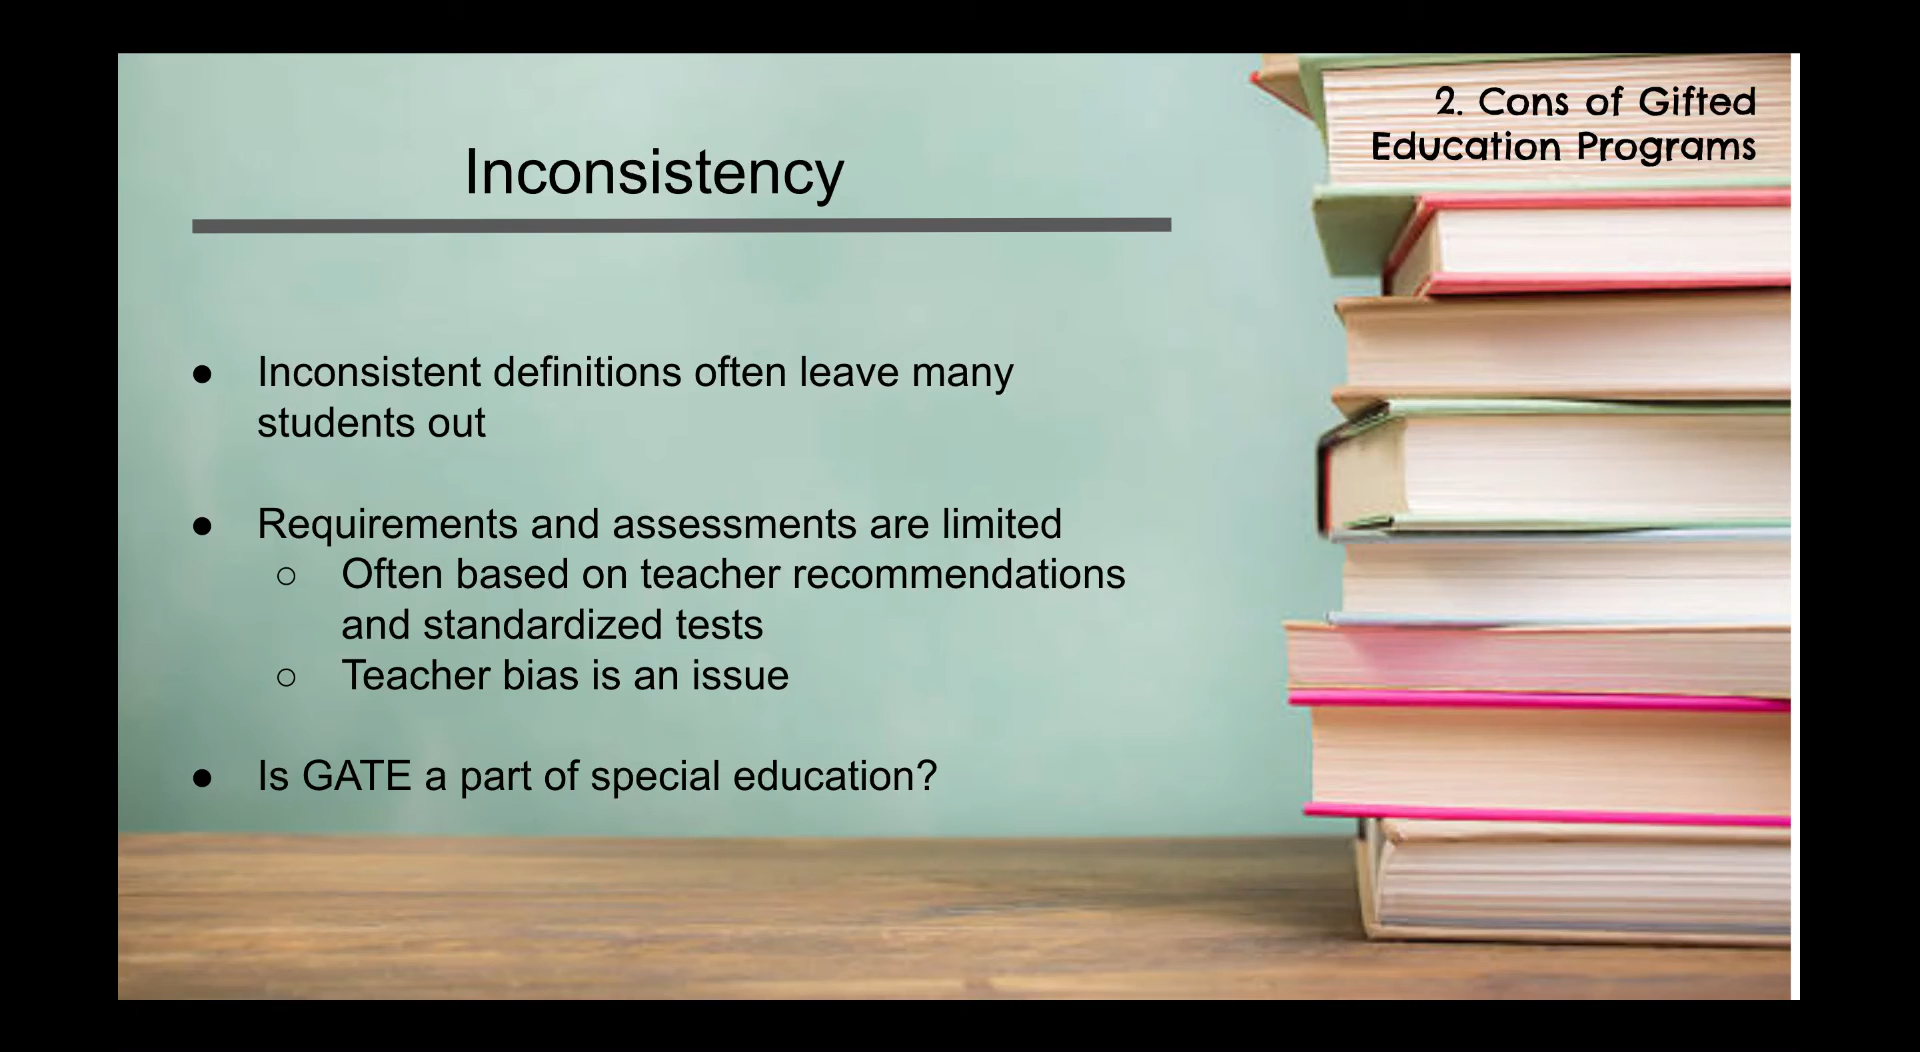 2. Cons of Gifted
Education Programs
Inconsistency
● Inconsistent definitions often leave many
students out
● Requirements and assessments are limited
○ Often based on teacher recommendations
and standardized tests
○ Teacher bias is an issue
● Is GATE a part of special education?